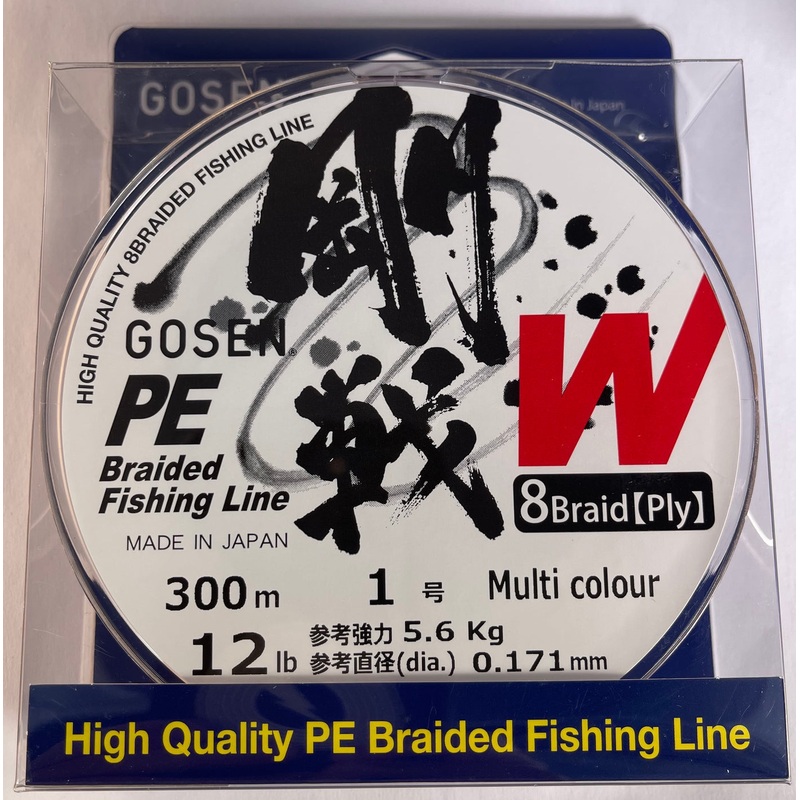 GOSEN
in Japan
HIGH QUALITY 8BRAIDED FISHING LINE
剛戦
GOSEN®
PE
Braided
Fishing Line
MADE IN JAPAN
W
8Braid【Ply】
300m 1号 Multi colour
12lb 参考強力 5.6 Kg
参考直径(dia.) 0.171mm
High Quality PE Braided Fishing Line